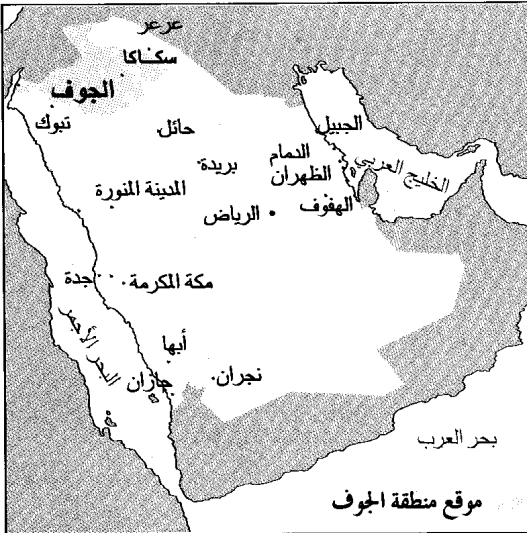 عرعر
سكاكا
الجوف
تبوك
حائل
الجبيل
بريدة
الدمام
الظهران
الخليج العربي
المدينة المنورة
الرياض
الهفوف
جدة
مكة المكرمة
البحر الأحمر
أبها
جازان
نجران
بحر العرب
موقع منطقة الجوف